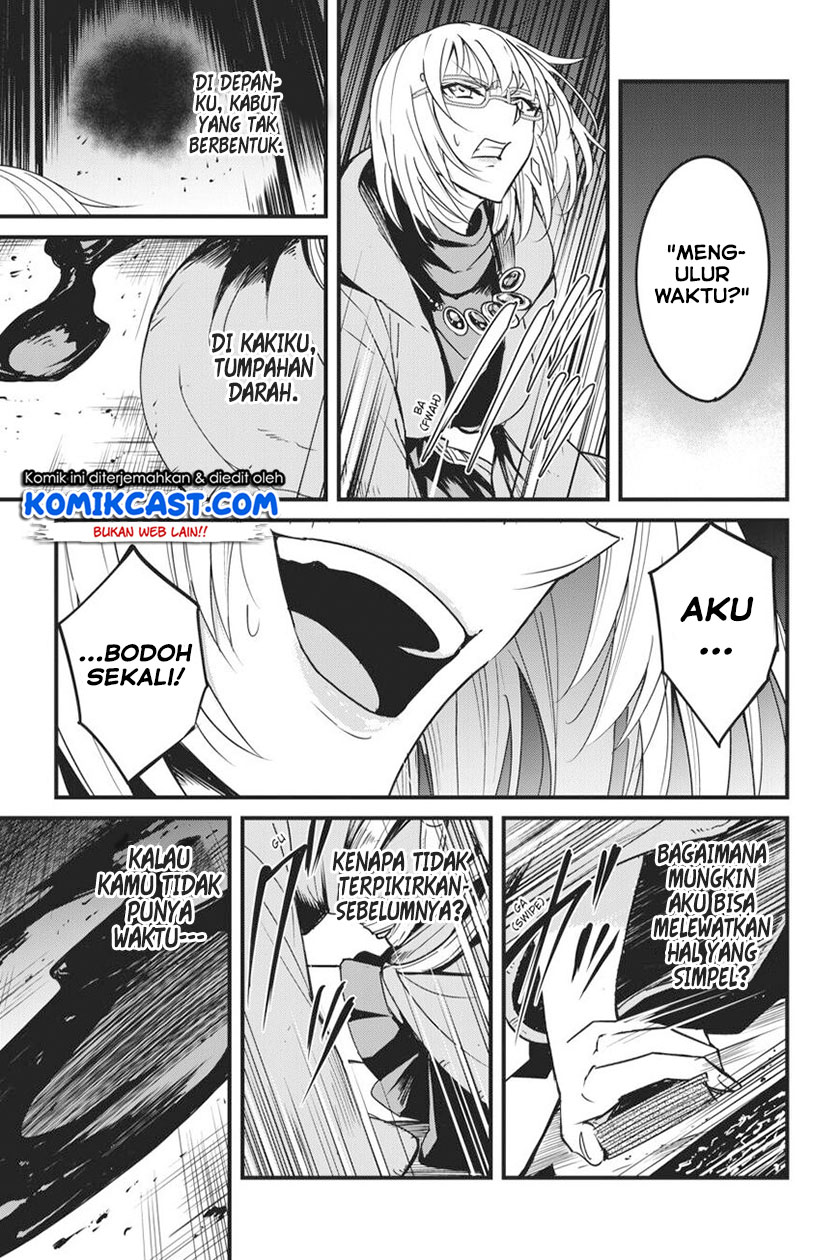 "MENG-
ULUR
WAKTU?"
BA
(FWAH)
DI DEPAN-
KU, KABUT
YANG TAK
BERBENTUK.
DI KAKIKU,
TUMPAHAN
DARAH.
Komik ini diterjemahkan & diedit oleh
KOMIKCAST.COM
BUKAN WEB LAIN!!
AKU
...
...BODOH
SEKALI!
BAGAIMANA
MUNGKIN
AKU BISA
MELEWATKAN
HAL YANG
SIMPEL?
GA
(SWIPE)
KENAPA TIDAK
TERPIKIRKAN-
SEBELUMNYA?
GU
KALAU
KAMU TIDAK
PUNYA
WAKTU---